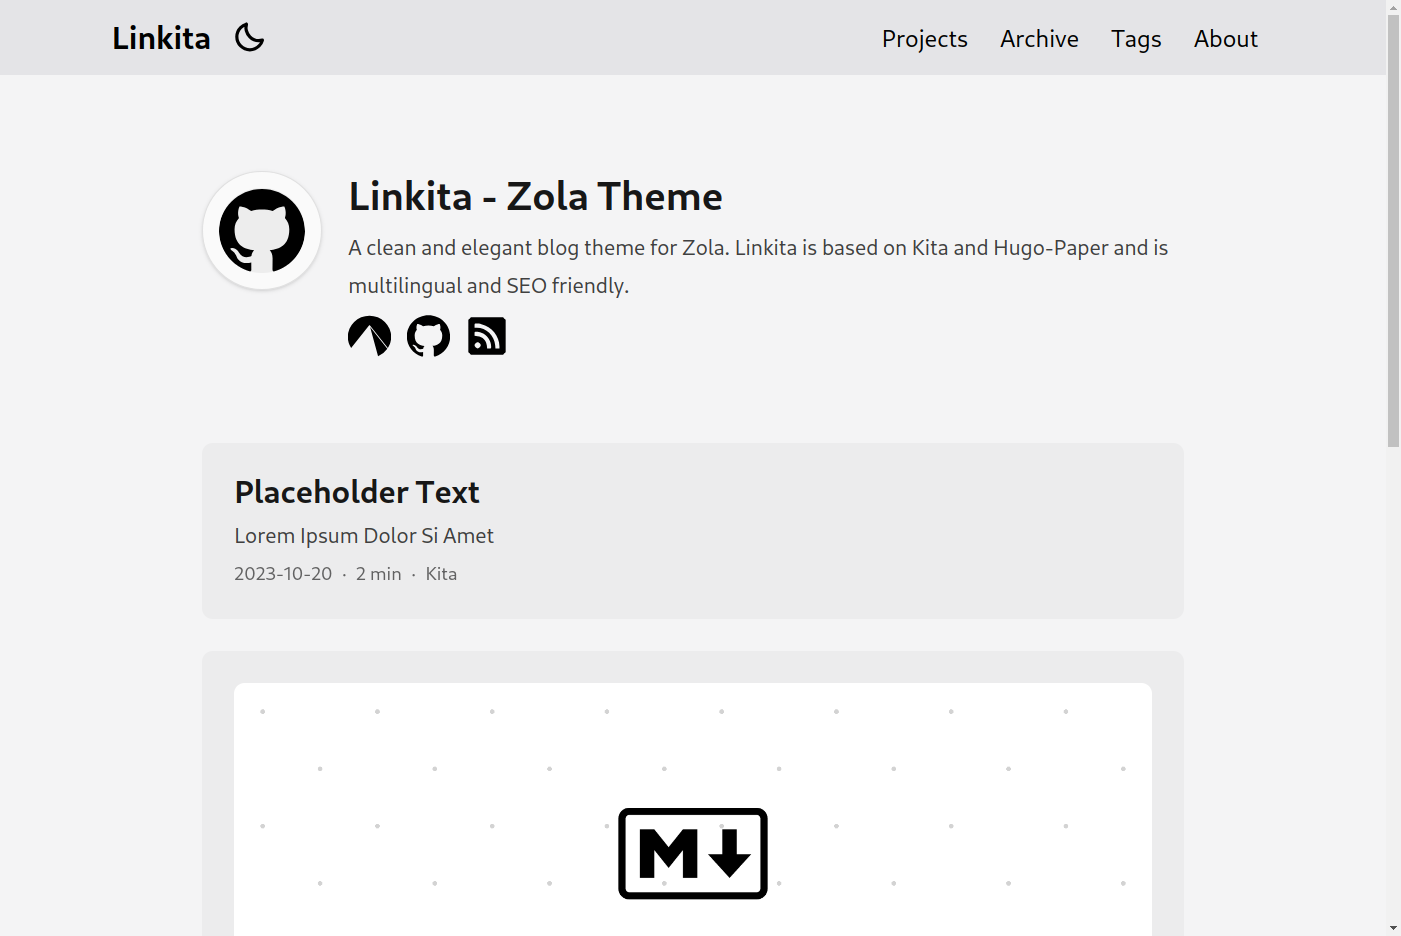 Linkita
Projects Archive Tags About
Linkita - Zola Theme
A clean and elegant blog theme for Zola. Linkita is based on Kita and Hugo-Paper and is
multilingual and SEO friendly.
Placeholder Text
Lorem Ipsum Dolor Si Amet
2023-10-20 · 2 min · Kita
M